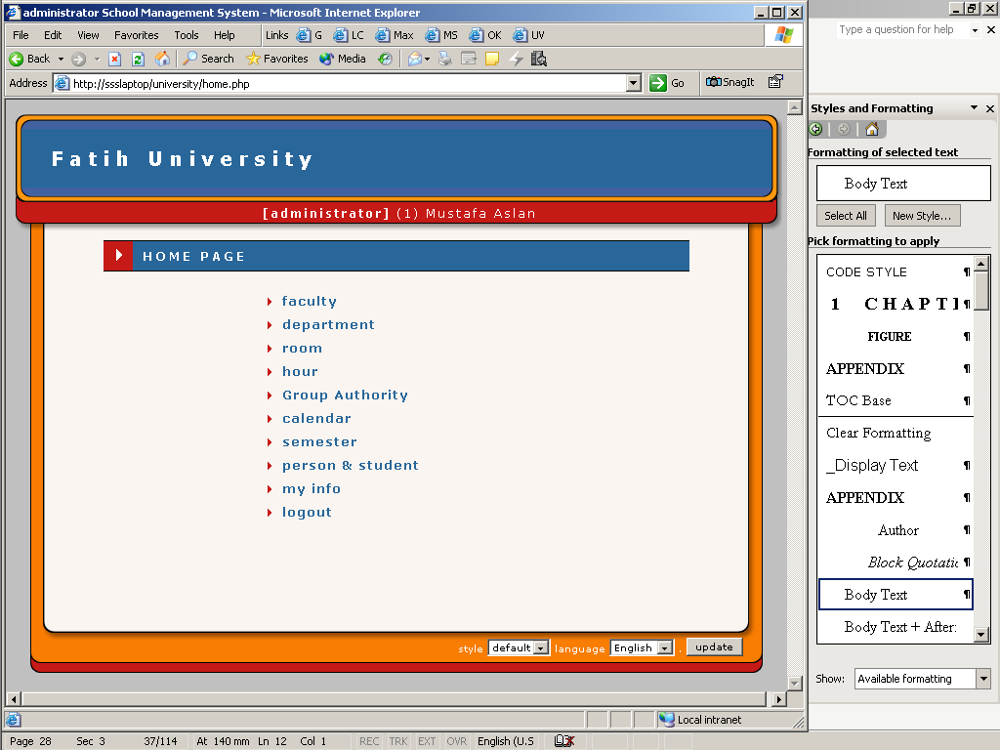 administrator School Management System - Microsoft Internet Explorer
File Edit View Favorites Tools Help Links G LC Max MS OK UV
Back Search Favorites Media
Address http://ssslaptop/university/home.php Go SnagIt
Fatih University
[administrator] (1) Mustafa Aslan
HOME PAGE
faculty
department
room
hour
Group Authority
calendar
semester
person & student
my info
logout
style default language English . update
Local intranet
Type a question for help
Styles and Formatting
Formatting of selected text
Body Text
Select All New Style...
Pick formatting to apply
CODE STYLE ¶
1 CHAPTI ¶
FIGURE ¶
APPENDIX ¶
TOC Base ¶
Clear Formatting
_Display Text ¶
APPENDIX ¶
Author ¶
Block Quotatic ¶
Body Text ¶
Body Text + After:
Show: Available formatting
Page 28 Sec 3 37/114 At 140 mm Ln 12 Col 1 REC TRK EXT OVR English (U.S